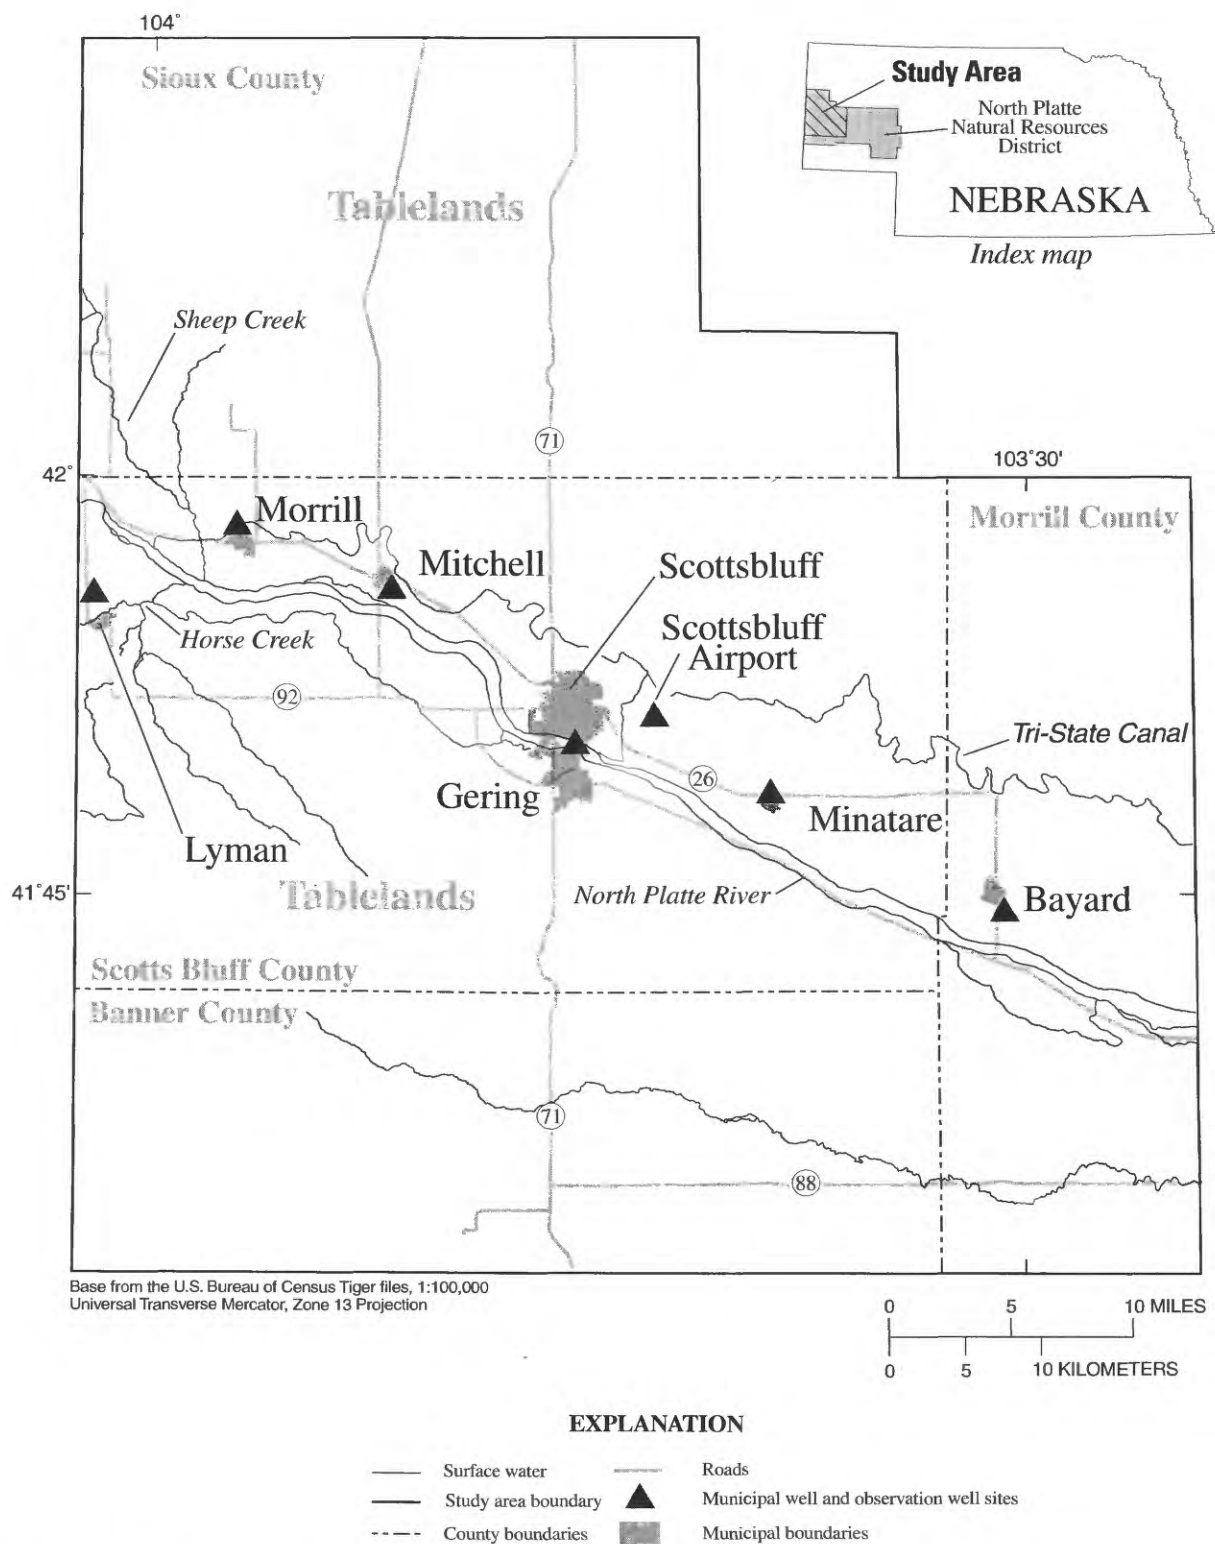 104°
Sioux County
Study Area
North Platte
Natural Resources
District
NEBRASKA
Index map
Tablelands
Sheep Creek
71
42°
103°30'
Morrill
Morrill County
Mitchell
Scottsbluff
Horse Creek
Scottsbluff
Airport
92
Tri-State Canal
26
Gering
Minatare
Lyman
41°45'
Tablelands
North Platte River
Bayard
Scotts Bluff County
Banner County
71
88
Base from the U.S. Bureau of Census Tiger files, 1:100,000
Universal Transverse Mercator, Zone 13 Projection
0 5 10 MILES
0 5 10 KILOMETERS
EXPLANATION
Surface water
Roads
Study area boundary
Municipal well and observation well sites
County boundaries
Municipal boundaries